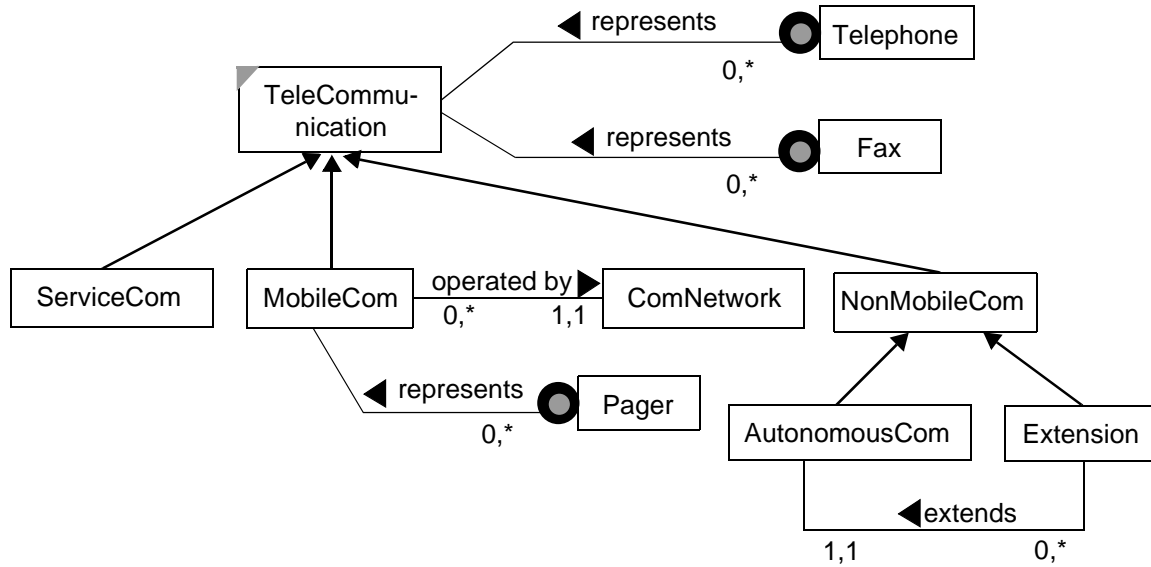 represents
Telephone
0,*
TeleCommu-
nication
represents
Fax
0,*
ServiceCom
MobileCom
operated by
0,*
1,1
ComNetwork
NonMobileCom
represents
Pager
0,*
AutonomousCom
Extension
extends
1,1
0,*